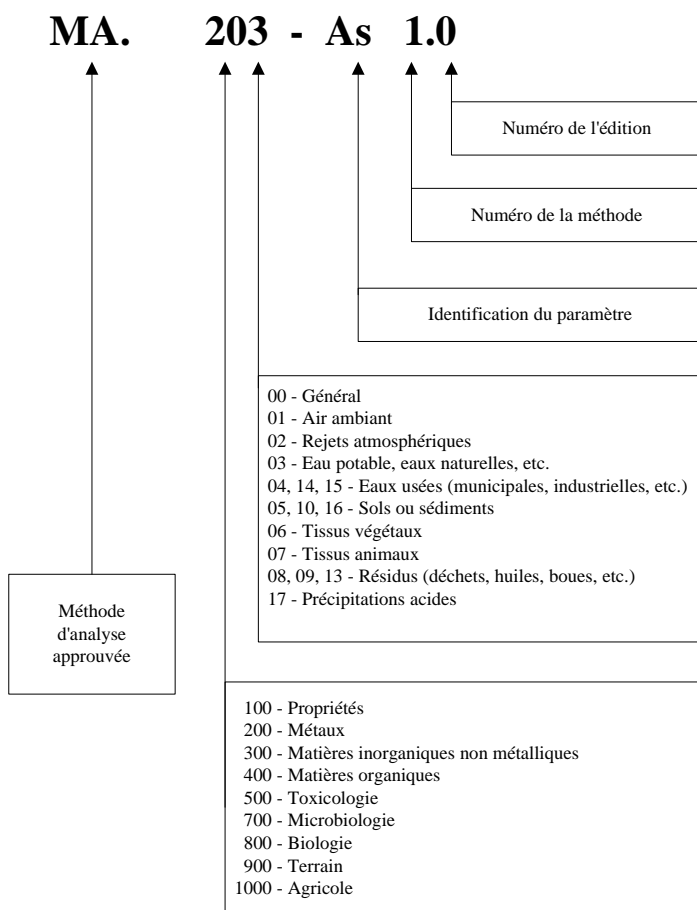 MA. 203 - As 1.0
Numéro de l'édition
Numéro de la méthode
Identification du paramètre
00 - Général
01 - Air ambiant
02 - Rejets atmosphériques
03 - Eau potable, eaux naturelles, etc.
04, 14, 15 - Eaux usées (municipales, industrielles, etc.)
05, 10, 16 - Sols ou sédiments
06 - Tissus végétaux
07 - Tissus animaux
08, 09, 13 - Résidus (déchets, huiles, boues, etc.)
17 - Précipitations acides
Méthode
d'analyse
approuvée
100 - Propriétés
200 - Métaux
300 - Matières inorganiques non métalliques
400 - Matières organiques
500 - Toxicologie
700 - Microbiologie
800 - Biologie
900 - Terrain
1000 - Agricole